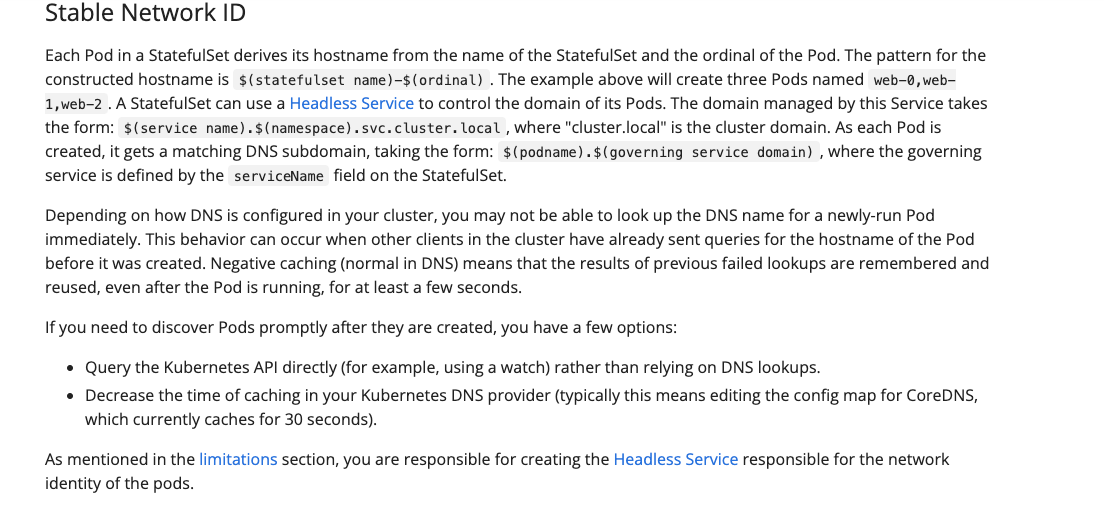 Stable Network ID
Each Pod in a StatefulSet derives its hostname from the name of the StatefulSet and the ordinal of the Pod. The pattern for the
constructed hostname is $(statefulset name)-$(ordinal) . The example above will create three Pods named web-0,web-
1,web-2 . A StatefulSet can use a Headless Service to control the domain of its Pods. The domain managed by this Service takes
the form: $(service name).$(namespace).svc.cluster.local , where "cluster.local" is the cluster domain. As each Pod is
created, it gets a matching DNS subdomain, taking the form: $(podname).$(governing service domain) , where the governing
service is defined by the serviceName field on the StatefulSet.
Depending on how DNS is configured in your cluster, you may not be able to look up the DNS name for a newly-run Pod
immediately. This behavior can occur when other clients in the cluster have already sent queries for the hostname of the Pod
before it was created. Negative caching (normal in DNS) means that the results of previous failed lookups are remembered and
reused, even after the Pod is running, for at least a few seconds.
If you need to discover Pods promptly after they are created, you have a few options:
• Query the Kubernetes API directly (for example, using a watch) rather than relying on DNS lookups.
• Decrease the time of caching in your Kubernetes DNS provider (typically this means editing the config map for CoreDNS,
which currently caches for 30 seconds).
As mentioned in the limitations section, you are responsible for creating the Headless Service responsible for the network
identity of the pods.